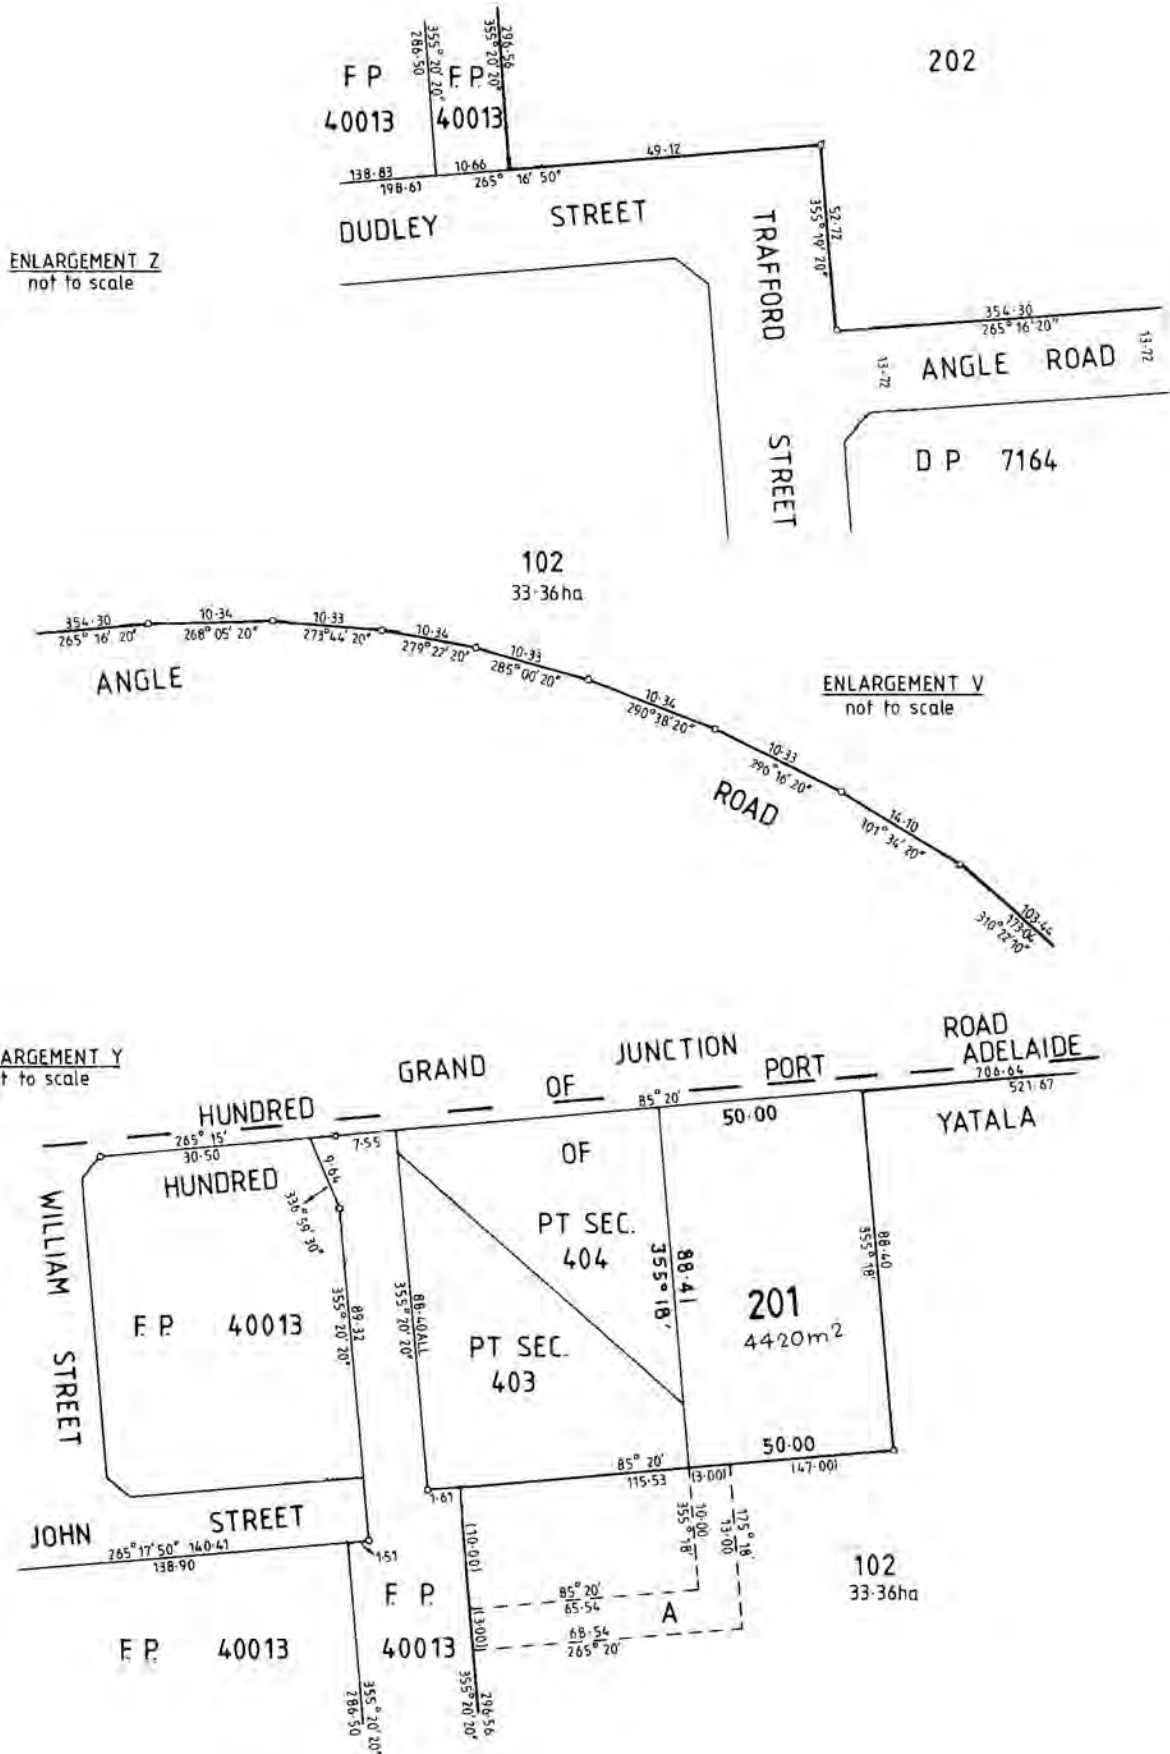 202
296·56
355° 20' 20"
355° 20' 20"
286·50
F P
40013
F. P.
40013
138·83
198·61
10·66
265° 16' 50"
49·12
DUDLEY STREET
52·72
355° 19' 20"
TRAFFORD STREET
ENLARGEMENT Z
not to scale
354·30
265° 16' 20"
13·72
ANGLE ROAD
13·72
D P 7164
102
33·36ha
354·30
265° 16' 20"
10·34
268° 05' 20"
10·33
273° 44' 20"
10·34
279° 22' 20"
10·33
285° 00' 20"
10·34
290° 38' 20"
10·33
296° 16' 20"
14·10
301° 34' 20"
103·44
173·04
310° 22' 10"
ANGLE
ROAD
ENLARGEMENT V
not to scale
ARGEMENT Y
t to scale
GRAND JUNCTION ROAD
HUNDRED OF PORT ADELAIDE
706·64
521·67
HUNDRED OF YATALA
265° 15'
30·50
7·55
85° 20'
50·00
9·64
336° 59' 30"
WILLIAM STREET
F. P. 40013
89·32
355° 20' 20"
88·40ALL
355° 20' 20"
PT SEC.
404
PT SEC.
403
88·41
355° 18'
201
4420m2
88·40
355° 18'
50·00
85° 20'
115·53
(3·00)
(47·00)
1·61
JOHN STREET
265° 17' 50" 140·41
138·90
1·51
(10·00)
10·00
355° 18'
175° 18'
13·00
85° 20'
65·54
A
(3·00)
68·54
265° 20'
102
33·36ha
F. P. 40013
F. P.
40013
355° 20' 20"
286·50
296·56
355° 20' 20"